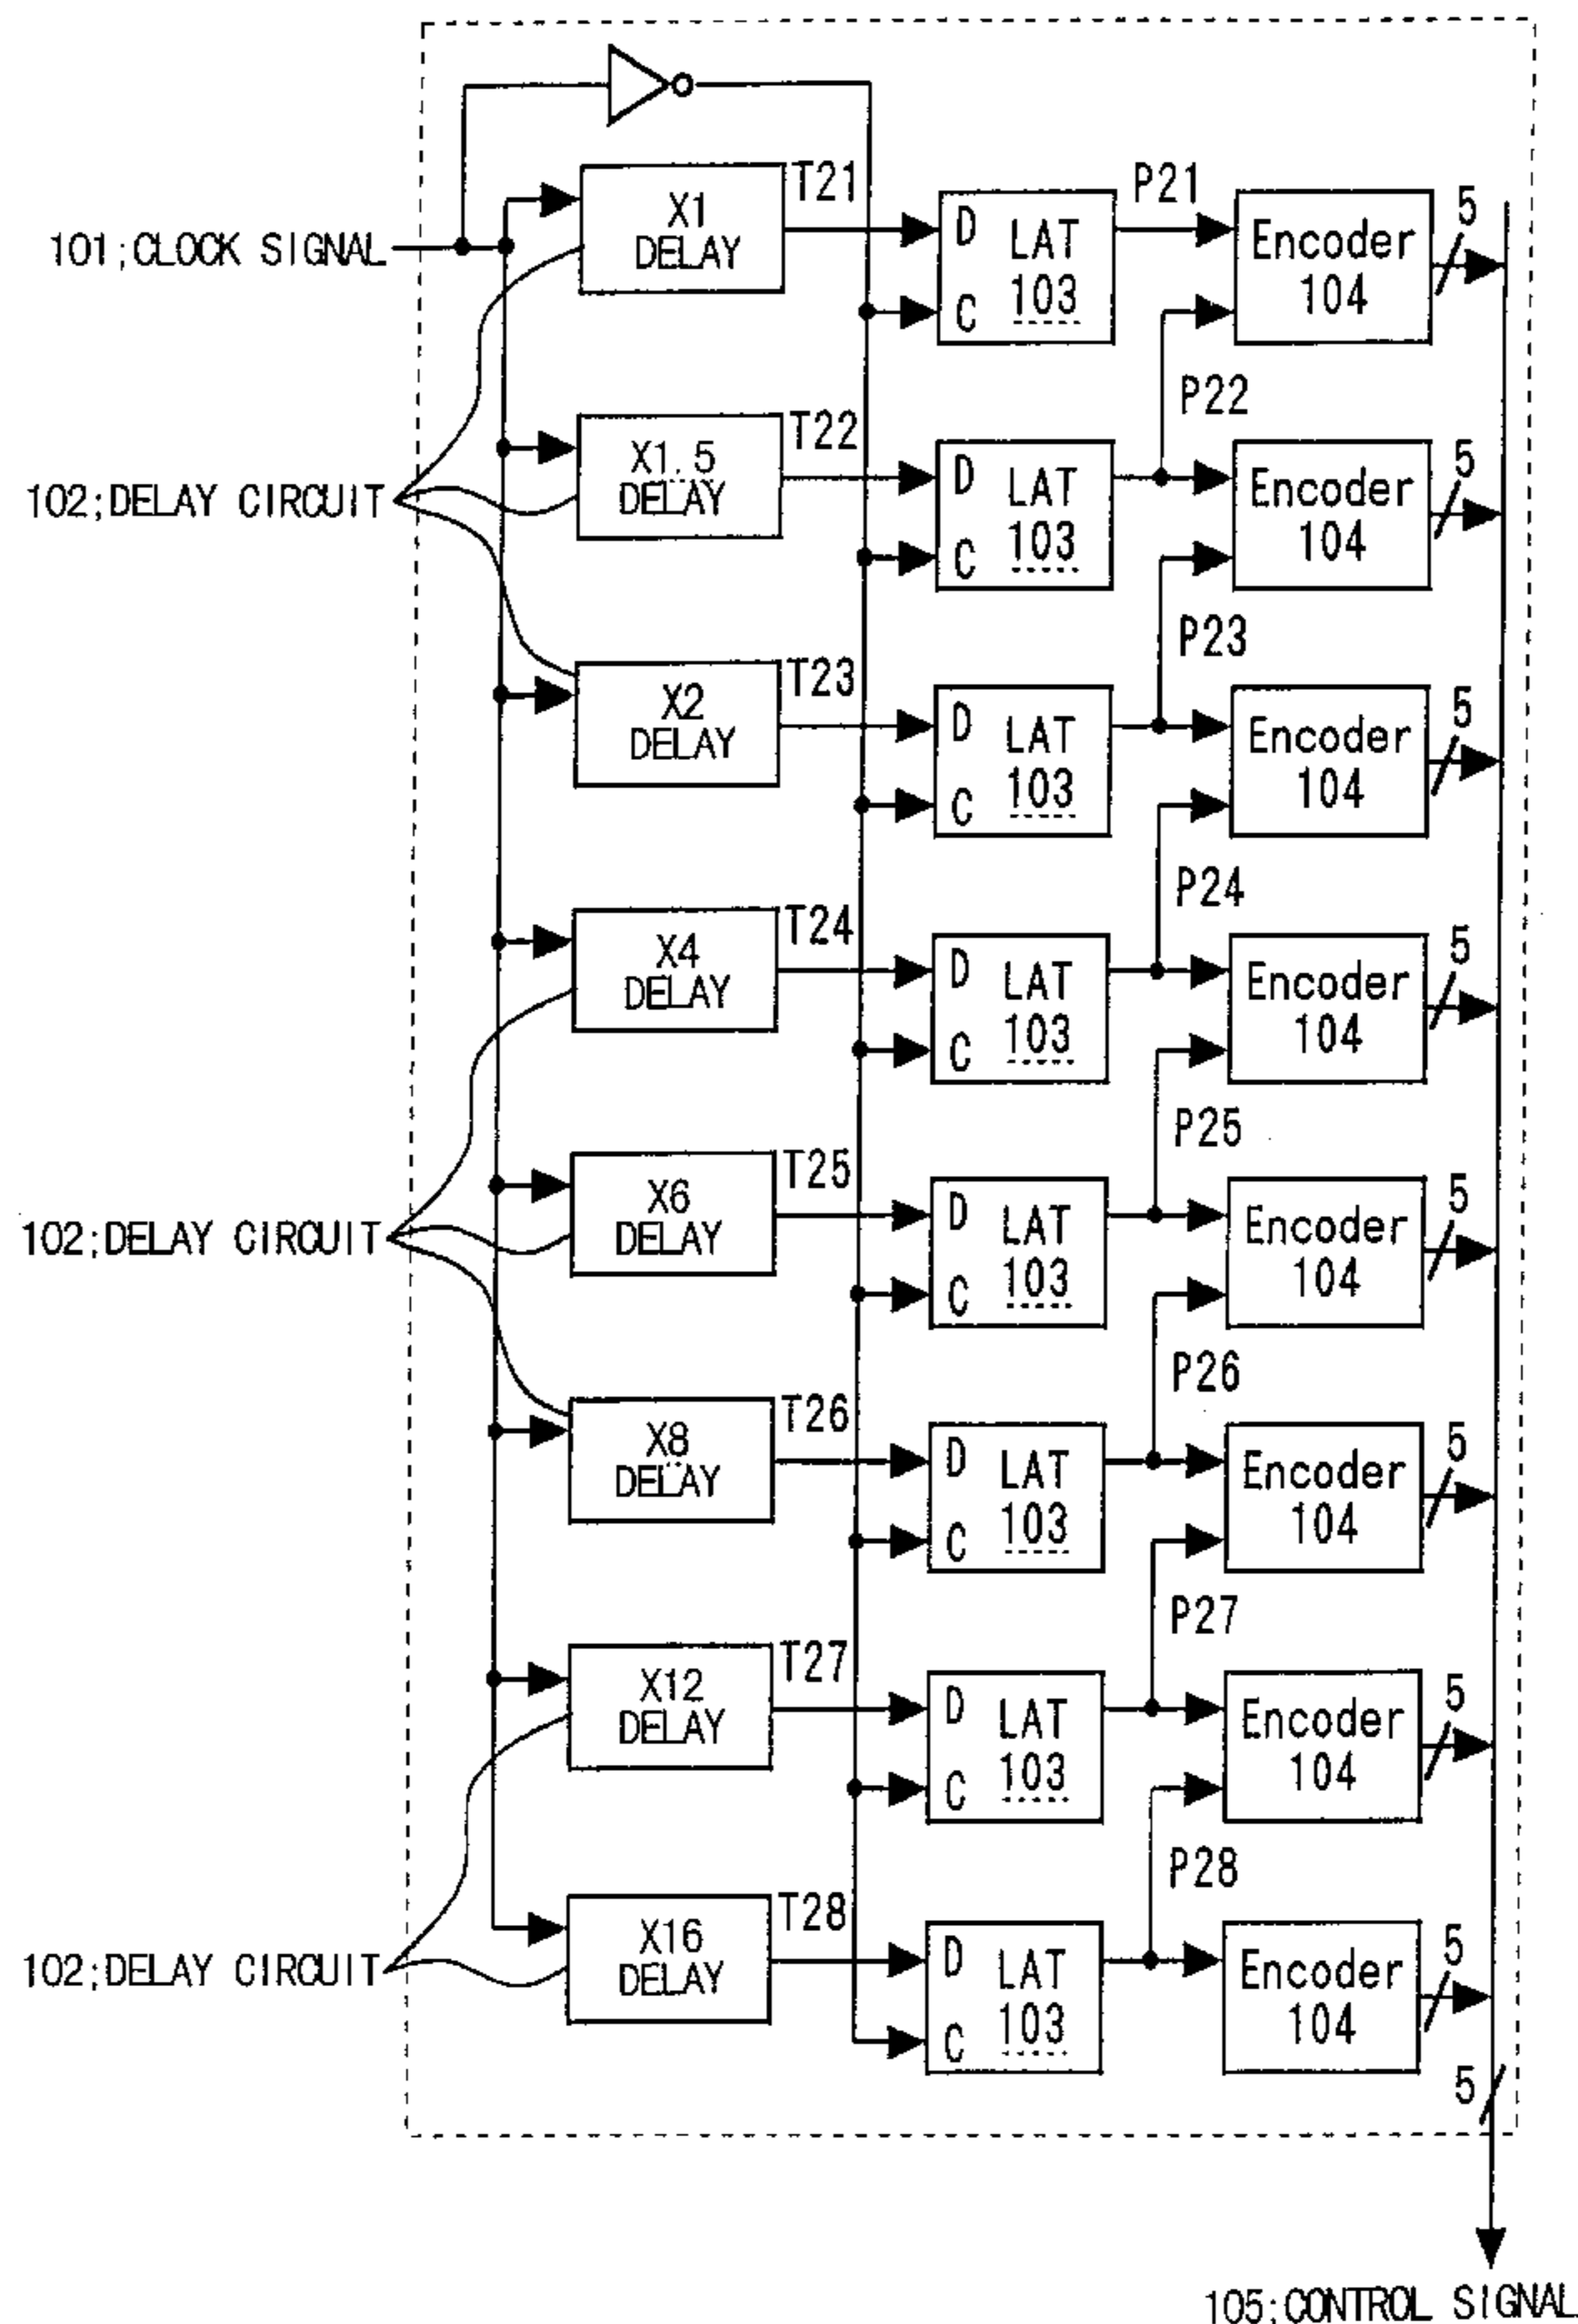 X1
DELAY
T21
D
LAT
103
C
P21
Encoder
104
5
101;CLOCK SIGNAL
P22
X1.5
DELAY
T22
D
LAT
103
C
Encoder
104
5
102;DELAY CIRCUIT
P23
X2
DELAY
T23
D
LAT
103
C
Encoder
104
5
P24
X4
DELAY
T24
D
LAT
103
C
Encoder
104
5
P25
X6
DELAY
T25
D
LAT
103
C
Encoder
104
5
102;DELAY CIRCUIT
P26
X8
DELAY
T26
D
LAT
103
C
Encoder
104
5
P27
X12
DELAY
T27
D
LAT
103
C
Encoder
104
5
P28
X16
DELAY
T28
D
LAT
103
C
Encoder
104
5
102;DELAY CIRCUIT
5
105;CONTROL SIGNAL